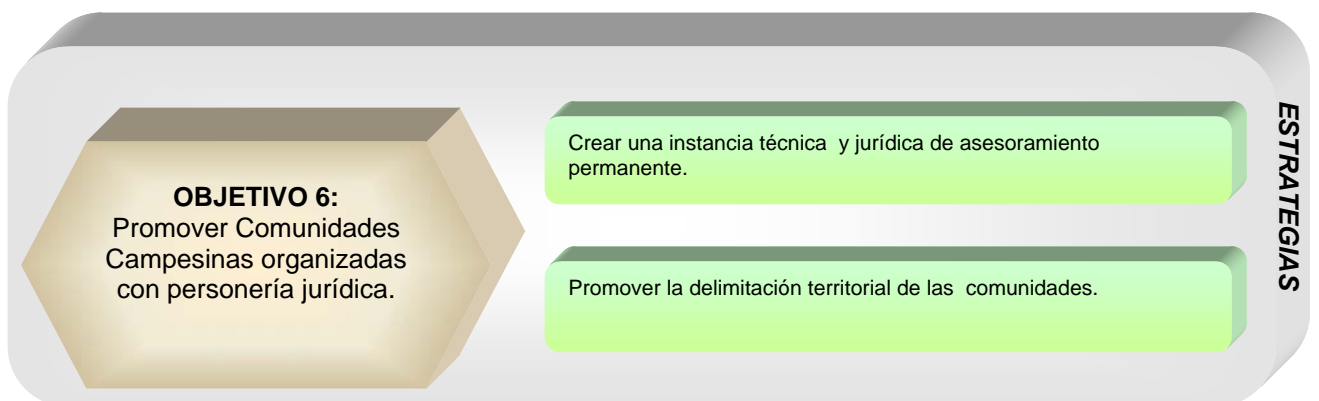 OBJETIVO 6:
Promover Comunidades
Campesinas organizadas
con personería jurídica.
Crear una instancia técnica y jurídica de asesoramiento
permanente.
Promover la delimitación territorial de las comunidades.
ESTRATEGIAS